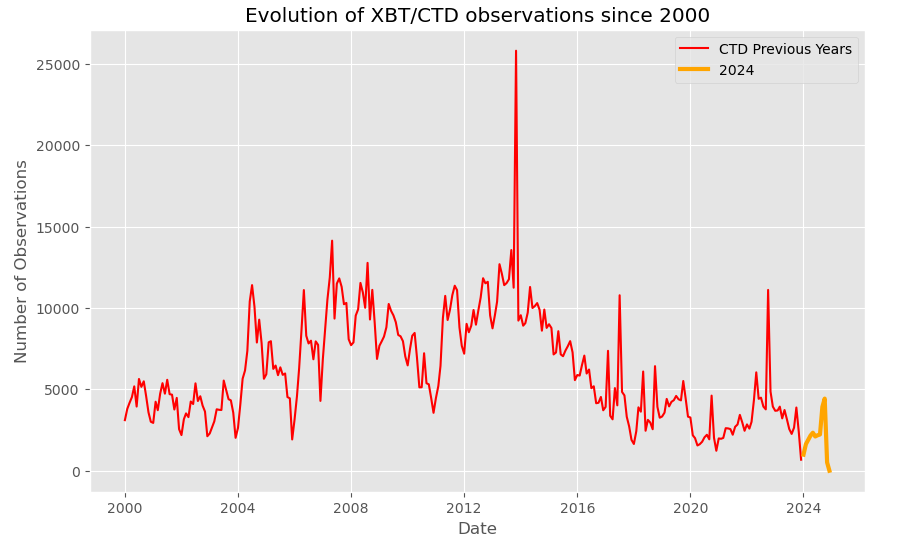 Evolution of XBT/CTD observations since 2000
CTD Previous Years
2024
25000
20000
15000
10000
5000
0
Number of Observations
2000 2004 2008 2012 2016 2020 2024
Date